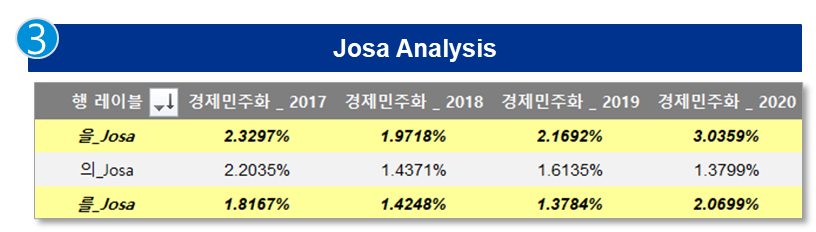 3
Josa Analysis
행 레이블 경제민주화 _ 2017 경제민주화 _ 2018 경제민주화 _ 2019 경제민주화 _ 2020
을_Josa 2.3297% 1.9718% 2.1692% 3.0359%
의_Josa 2.2035% 1.4371% 1.6135% 1.3799%
를_Josa 1.8167% 1.4248% 1.3784% 2.0699%